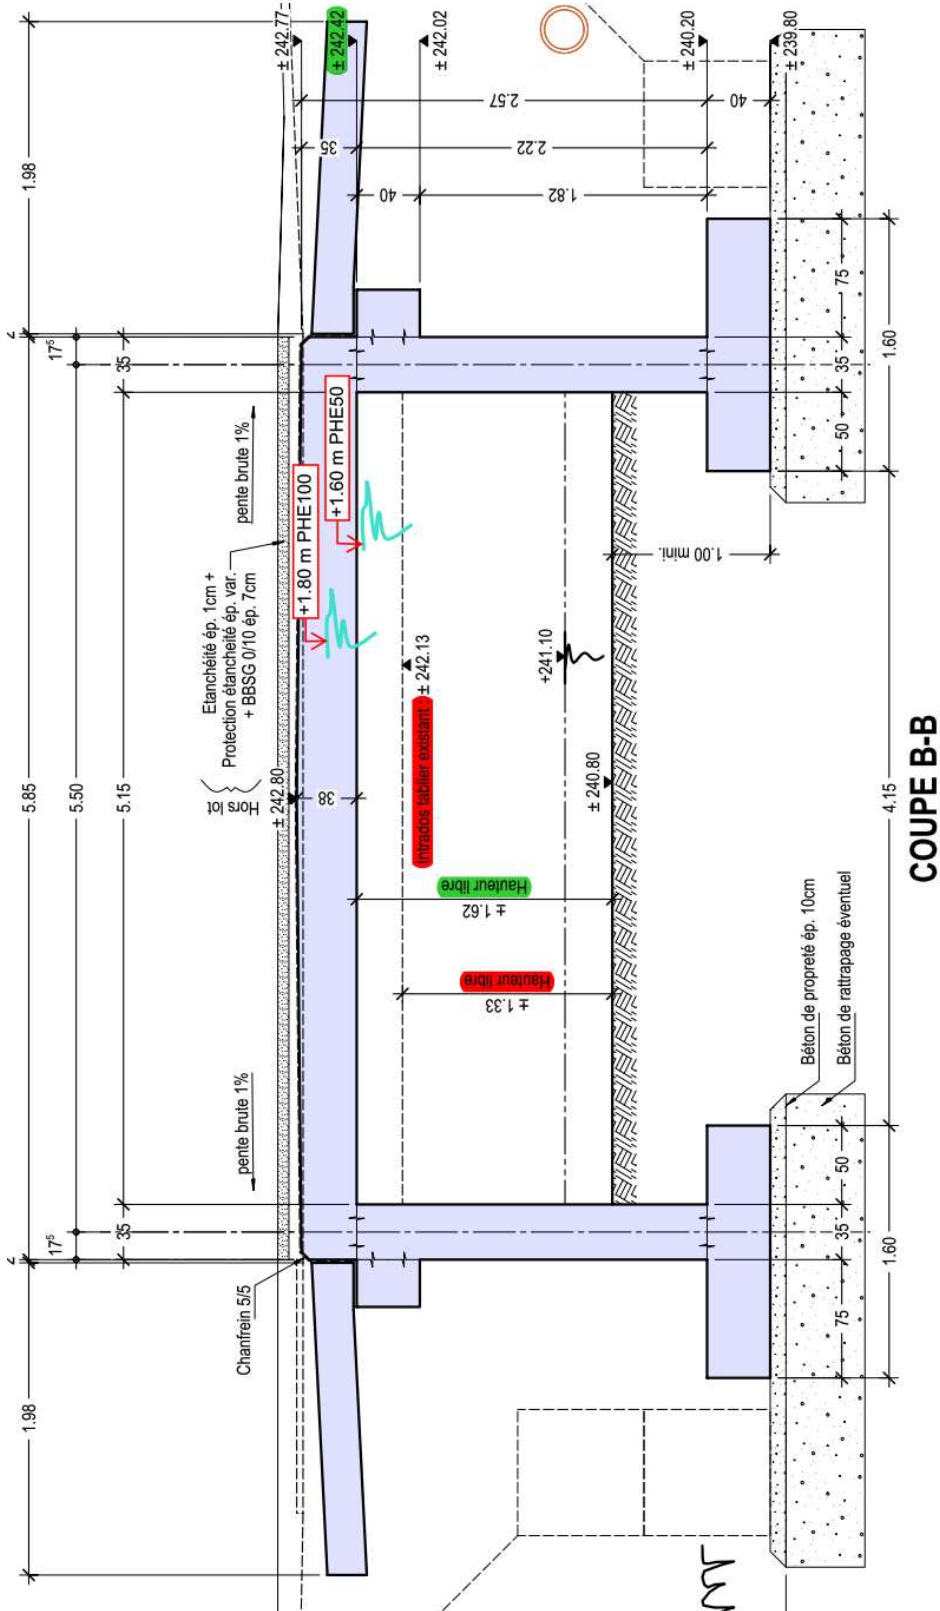 1.98
5.85
1.98
5.50
17⁵
17⁵
35
5.15
35
Chanfrein 5/5
pente brute 1%
Hors lot
Etanchéité ép. 1cm +
Protection étanchéité ép. var.
+ BBSG 0/10 ép. 7cm
pente brute 1%
± 242.80
38
+1.80 m PHE100
+1.60 m PHE50
± 242.77
± 242.42
± 242.02
± 240.20
± 239.80
35
40
2.57
2.22
1.82
40
Intrados tablier existant : ± 242.13
Hauteur libre
± 1.62
Hauteur libre
± 1.33
+241.10
± 240.80
1.00 mini.
Béton de propreté ép. 10cm
Béton de rattrapage éventuel
75
35
50
50
35
75
1.60
4.15
1.60
COUPE B-B